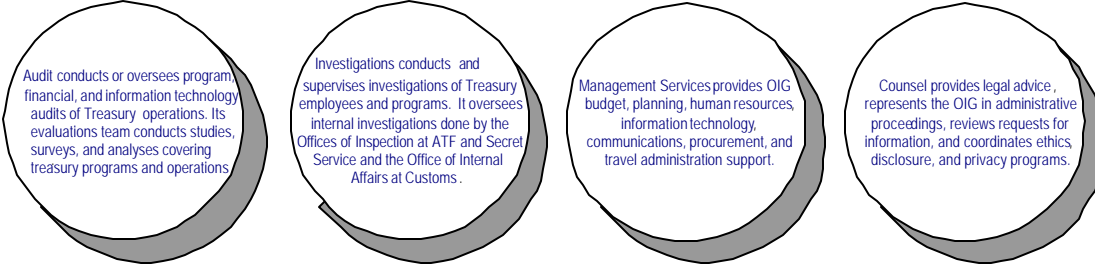 Audit conducts or oversees program,
financial, and information technology
audits of Treasury operations. Its
evaluations team conducts studies,
surveys, and analyses covering
treasury programs and operations
Investigations conducts and
supervises investigations of Treasury
employees and programs. It oversees
internal investigations done by the
Offices of Inspection at ATF and Secret
Service and the Office of Internal
Affairs at Customs.
Management Services provides OIG
budget, planning, human resources,
information technology,
communications, procurement, and
travel administration support.
Counsel provides legal advice,
represents the OIG in administrative
proceedings, reviews requests for
information, and coordinates ethics,
disclosure, and privacy programs.